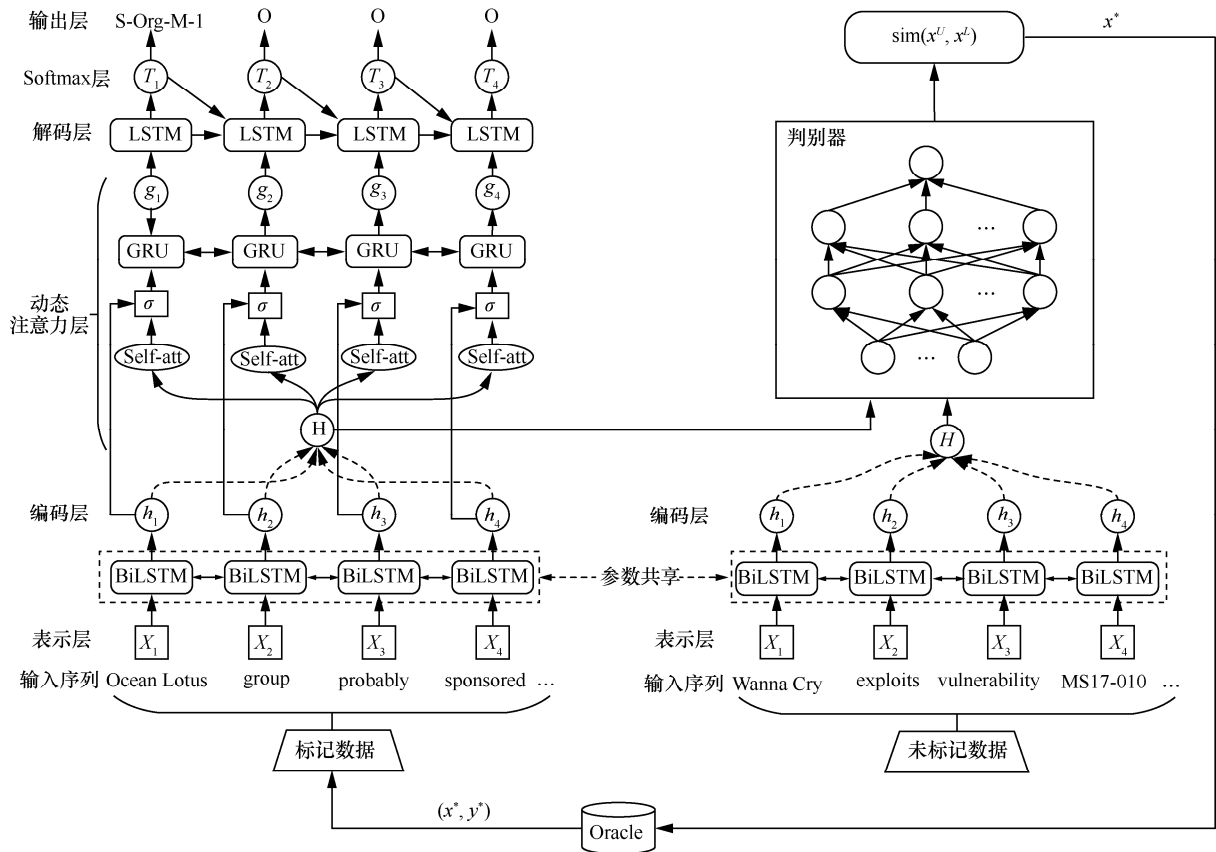 输出层 S-Org-M-1 O O O
Softmax层 T1 T2 T3 T4
解码层 LSTM LSTM LSTM LSTM
g1 g2 g3 g4
GRU GRU GRU GRU
动态
注意力层
σ σ σ σ
Self-att Self-att Self-att Self-att
H
编码层 h1 h2 h3 h4
BiLSTM BiLSTM BiLSTM BiLSTM
参数共享
表示层 X1 X2 X3 X4
输入序列 Ocean Lotus group probably sponsored …
标记数据
sim(x^U, x^L)
x*
判别器
…
…
…
H
编码层 h1 h2 h3 h4
BiLSTM BiLSTM BiLSTM BiLSTM
表示层 X1 X2 X3 X4
输入序列 Wanna Cry exploits vulnerability MS17-010 …
未标记数据
(x*, y*)
Oracle